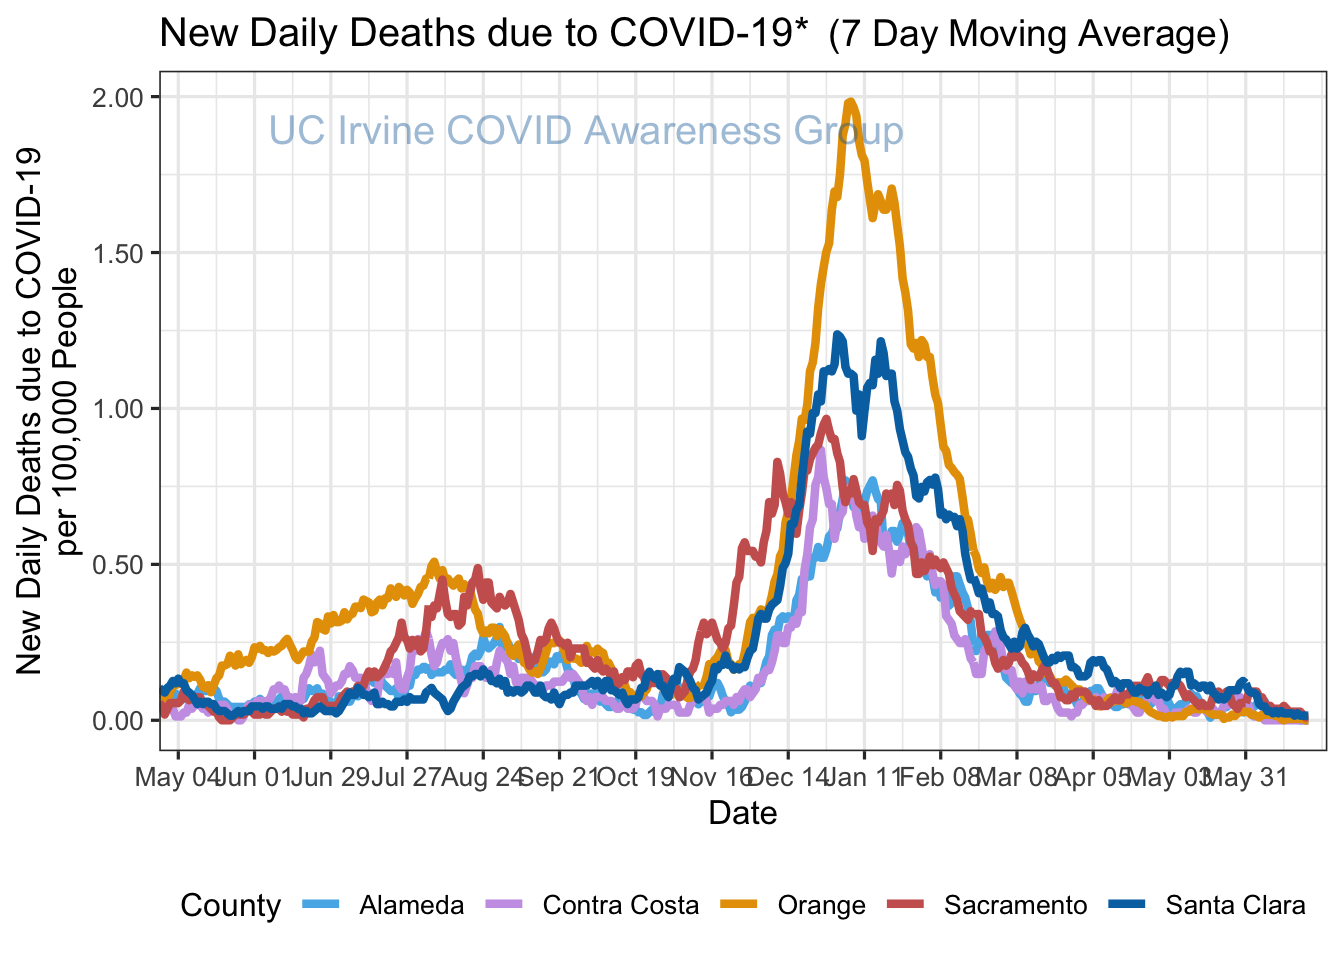 New Daily Deaths due to COVID-19* (7 Day Moving Average)
UC Irvine COVID Awareness Group
New Daily Deaths due to COVID-19
per 100,000 People
2.00
1.50
1.00
0.50
0.00
May 04 Jun 01 Jun 29 Jul 27 Aug 24 Sep 21 Oct 19 Nov 16 Dec 14 Jan 11 Feb 08 Mar 08 Apr 05 May 03 May 31
Date
County Alameda Contra Costa Orange Sacramento Santa Clara